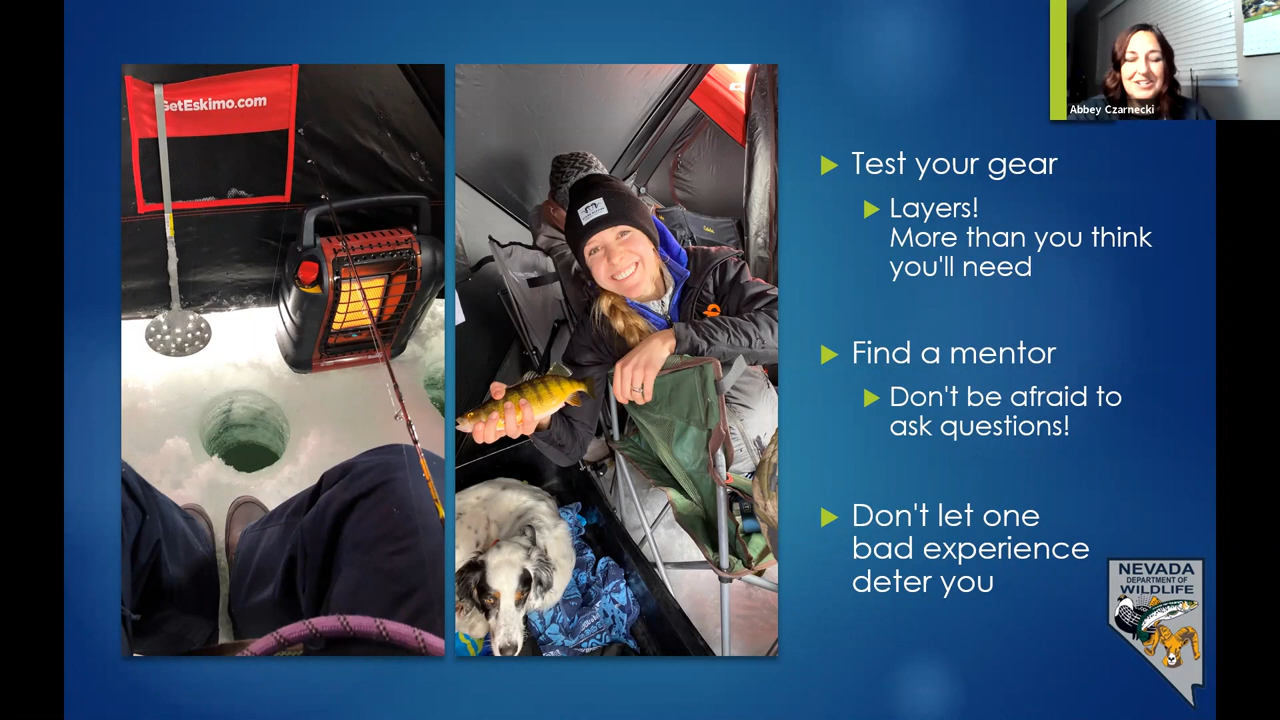 GetEskimo.com
Abbey Czarnecki
Test your gear
Layers!
More than you think
you'll need
Find a mentor
Don't be afraid to
ask questions!
Don't let one
bad experience
deter you
NEVADA
DEPARTMENT OF
WILDLIFE